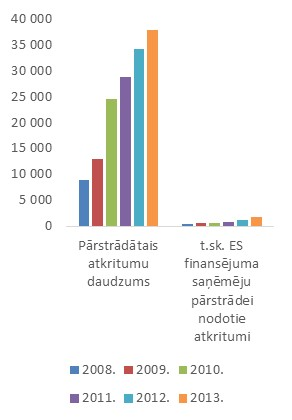 40 000
35 000
30 000
25 000
20 000
15 000
10 000
5 000
0
Pārstrādātais
atkritumu
daudzums
t.sk. ES
finansējuma
saņēmēju
pārstrādei
nodotie
atkritumi
2008. 2009. 2010.
2011. 2012. 2013.